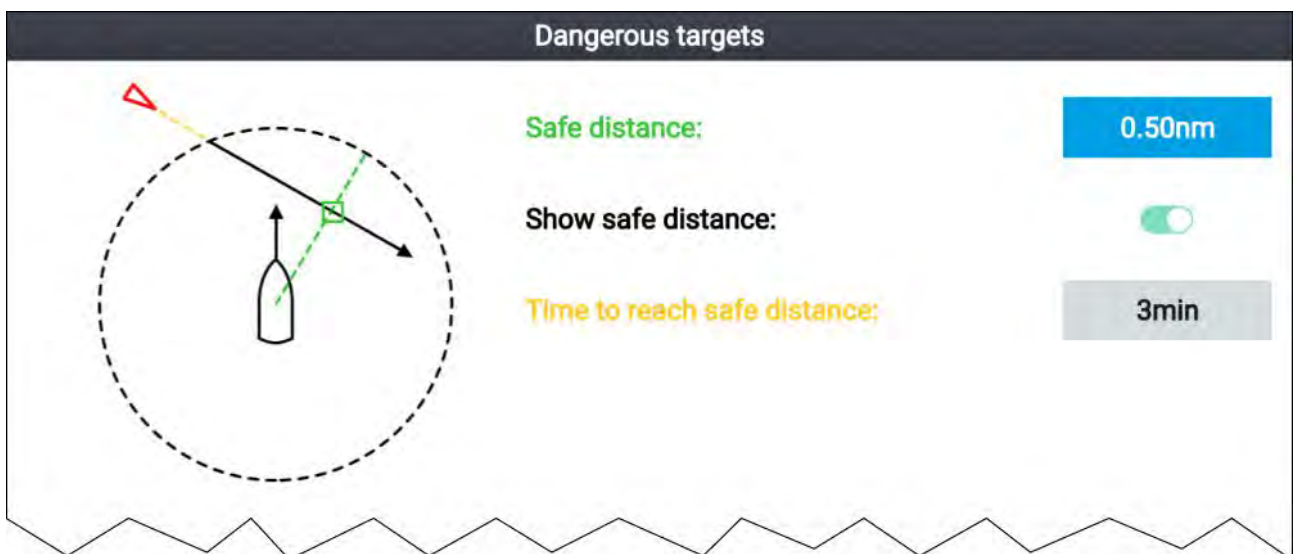 Dangerous targets
Safe distance: 0.50nm
Show safe distance:
Time to reach safe distance: 3min